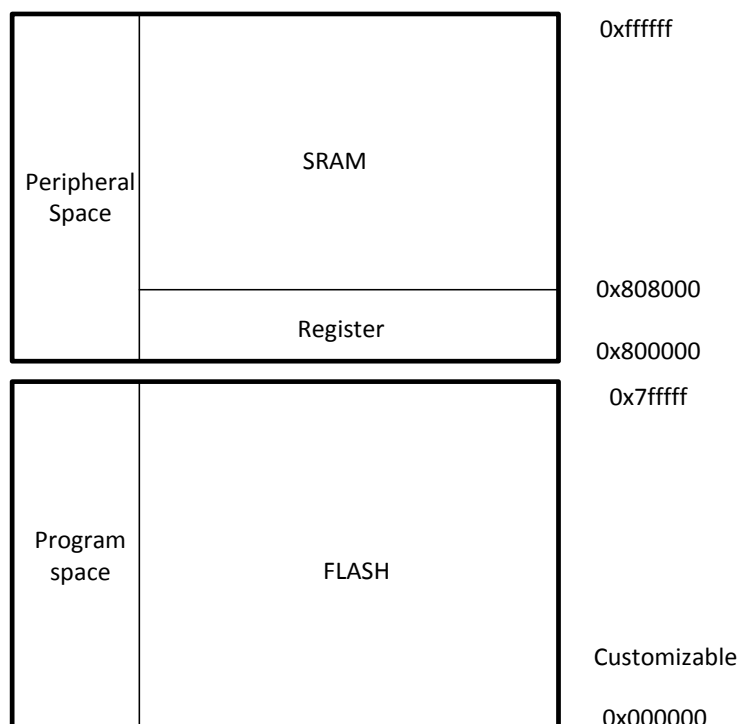 0xffffff
SRAM
Peripheral
Space
0x808000
Register
0x800000
0x7fffff
Program
space
FLASH
Customizable
0x000000